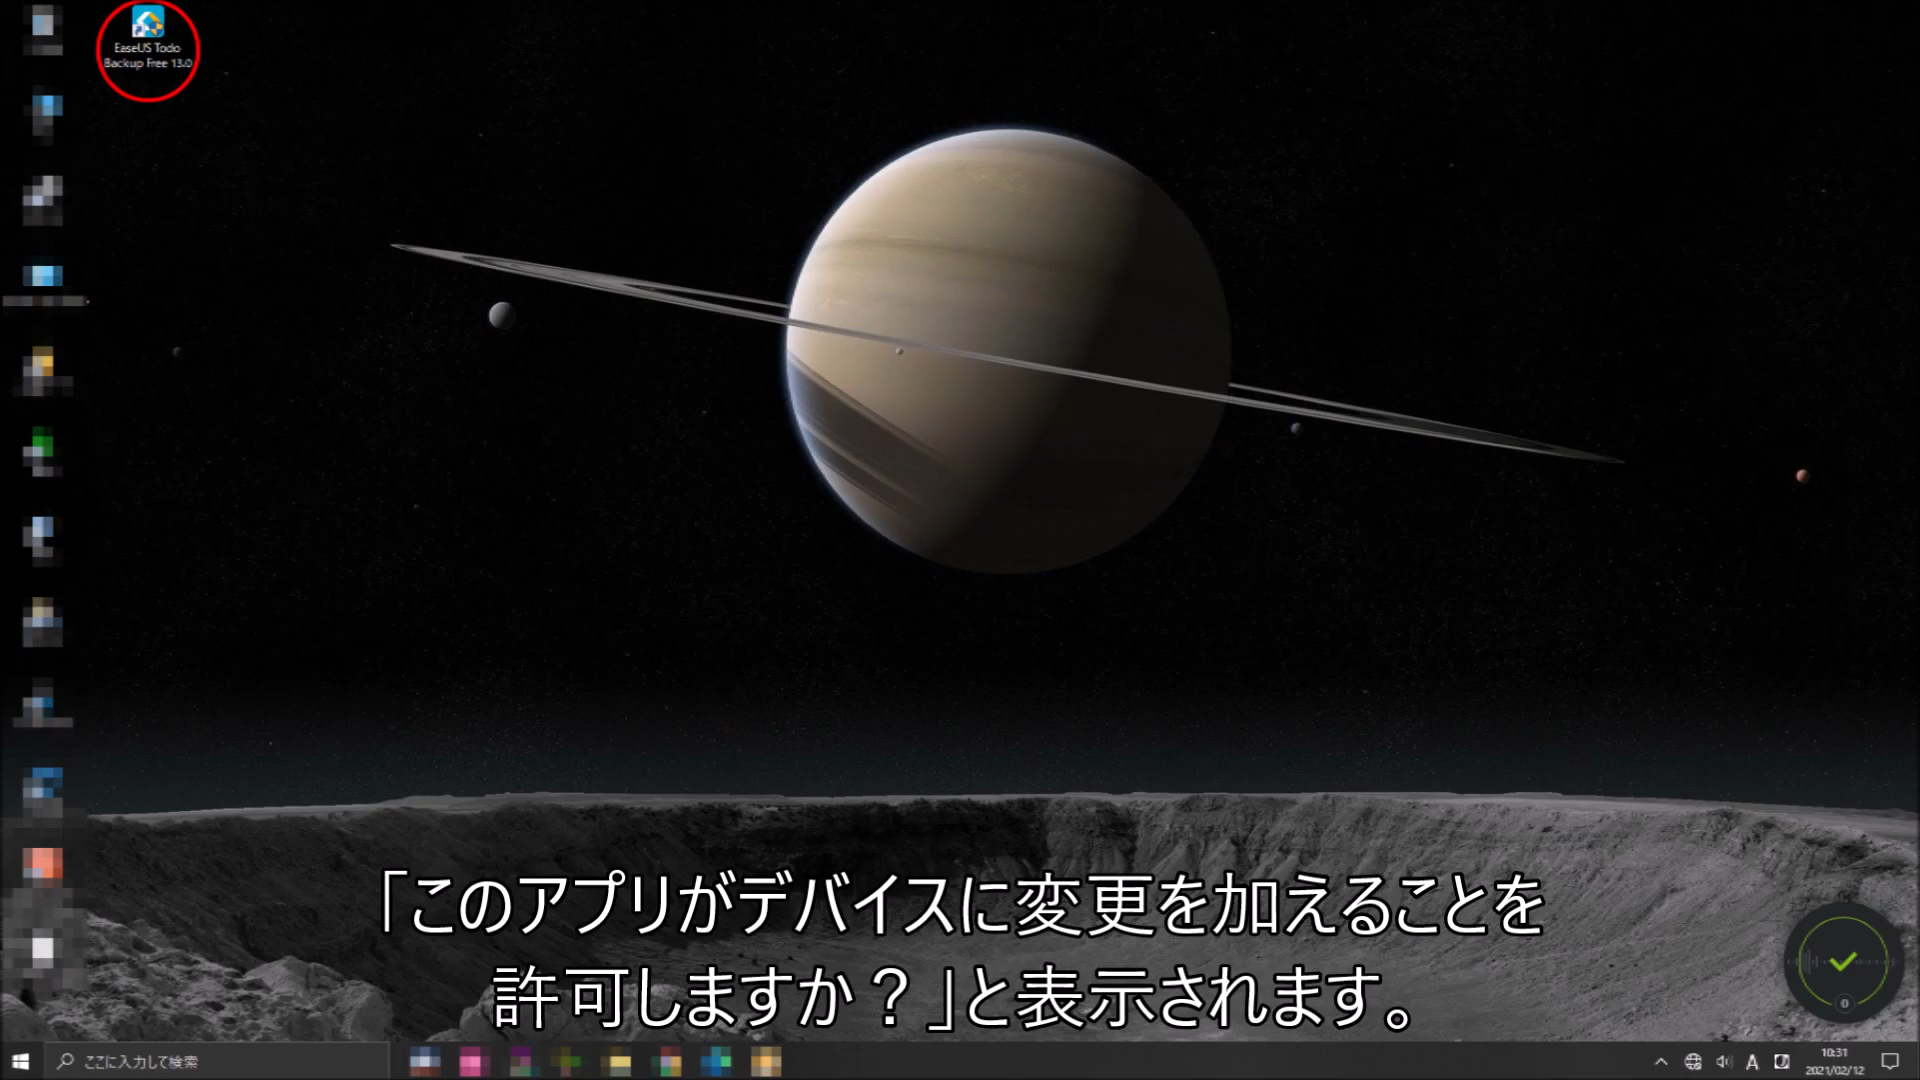 EaseUS Todo
Backup Free 13.0
「このアプリがデバイスに変更を加えることを
許可しますか？」と表示されます。
0
ここに入力して検索
A
10:31
2021/02/12